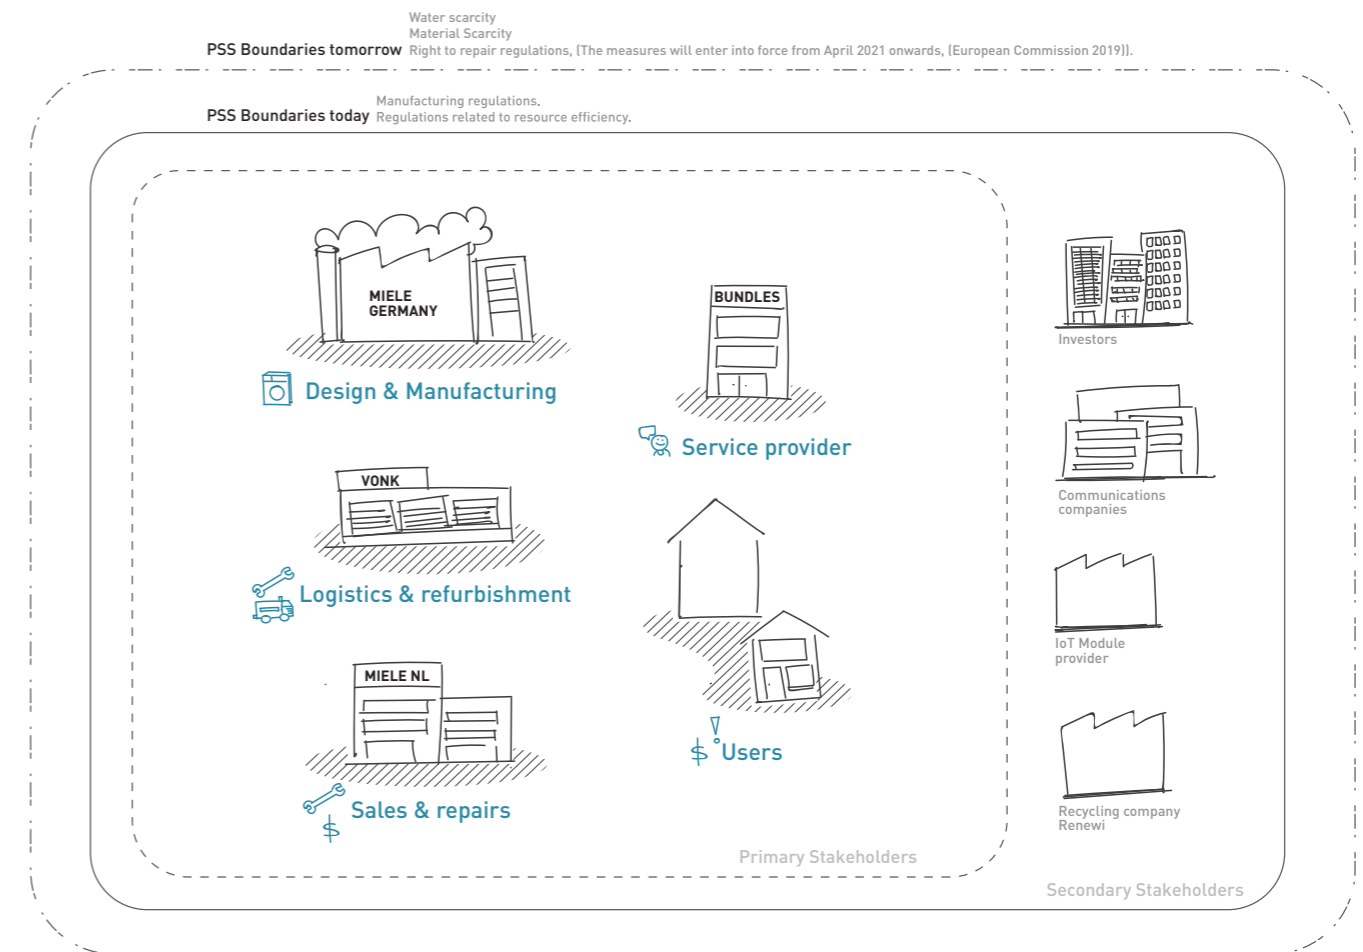 Water scarcity
Material Scarcity
PSS Boundaries tomorrow Right to repair regulations, (The measures will enter into force from April 2021 onwards, (European Commission 2019)).
Manufacturing regulations.
PSS Boundaries today Regulations related to resource efficiency.
MIELE
GERMANY
Design & Manufacturing
BUNDLES
Service provider
VONK
Logistics & refurbishment
MIELE NL
Sales & repairs
$
$ Users
Primary Stakeholders
Investors
Communications
companies
IoT Module
provider
Recycling company
Renewi
Secondary Stakeholders